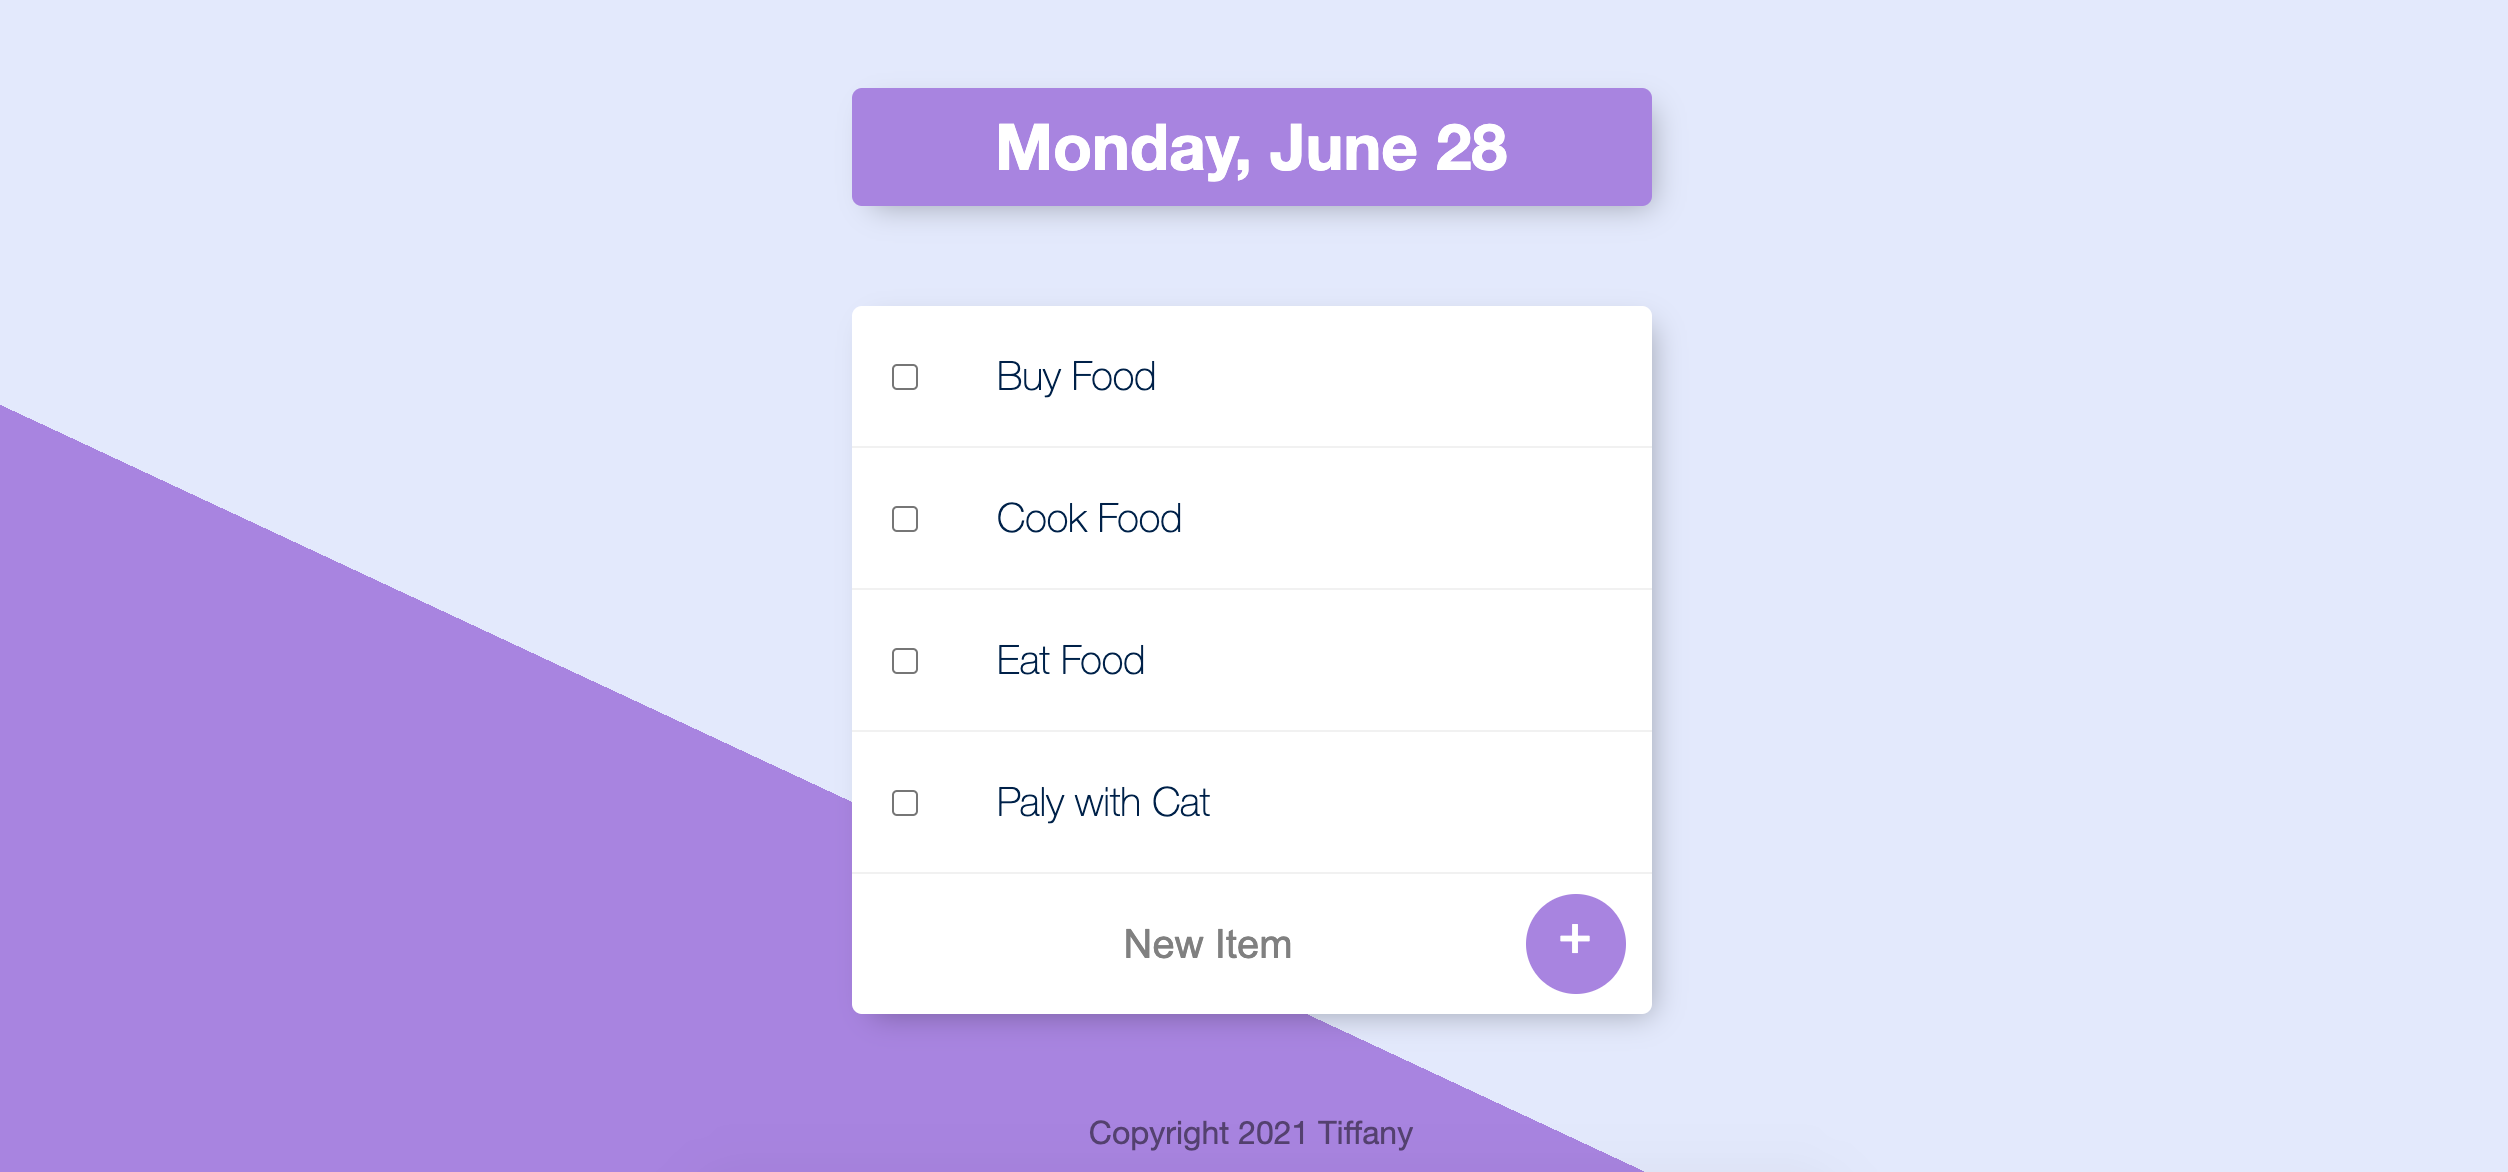 Monday, June 28
Buy Food
Cook Food
Eat Food
Paly with Cat
New Item
+
Copyright 2021 Tiffany